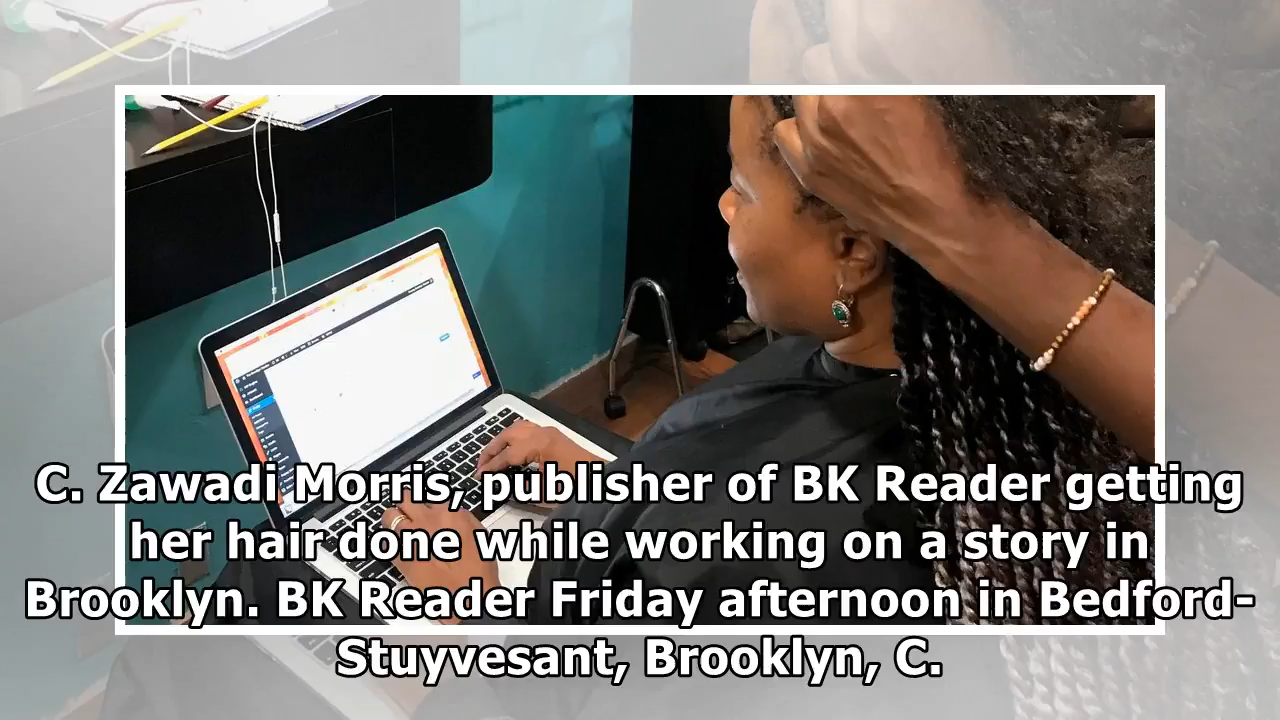 C. Zawadi Morris, publisher of BK Reader getting
her hair done while working on a story in
Brooklyn. BK Reader Friday afternoon in Bedford-
Stuyvesant, Brooklyn, C.